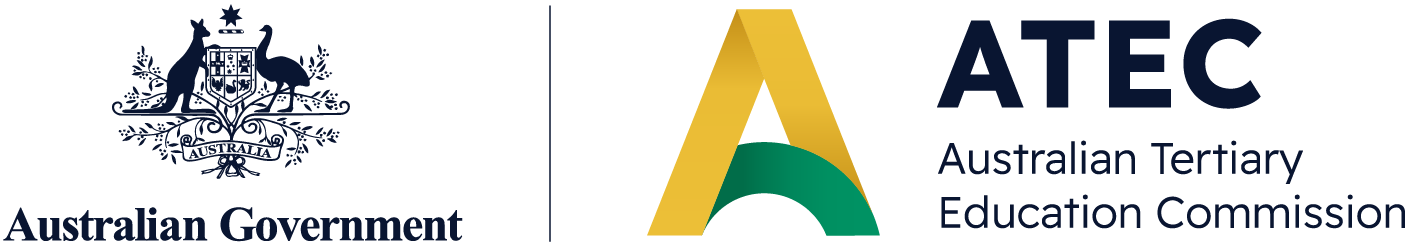 AUSTRALIA
Australian Government
ATEC
Australian Tertiary
Education Commission